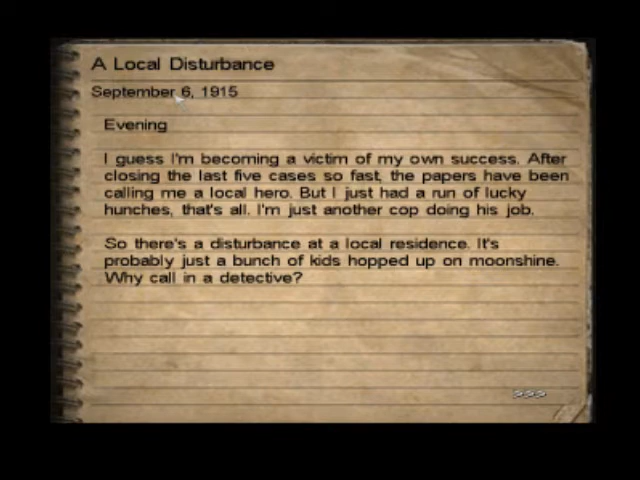 A Local Disturbance
September 6, 1915
Evening
I guess I'm becoming a victim of my own success. After
closing the last five cases so fast, the papers have been
calling me a local hero. But I just had a run of lucky
hunches, that's all. I'm just another cop doing his job.
So there's a disturbance at a local residence. It's
probably just a bunch of kids hopped up on moonshine.
Why call in a detective?
>>>